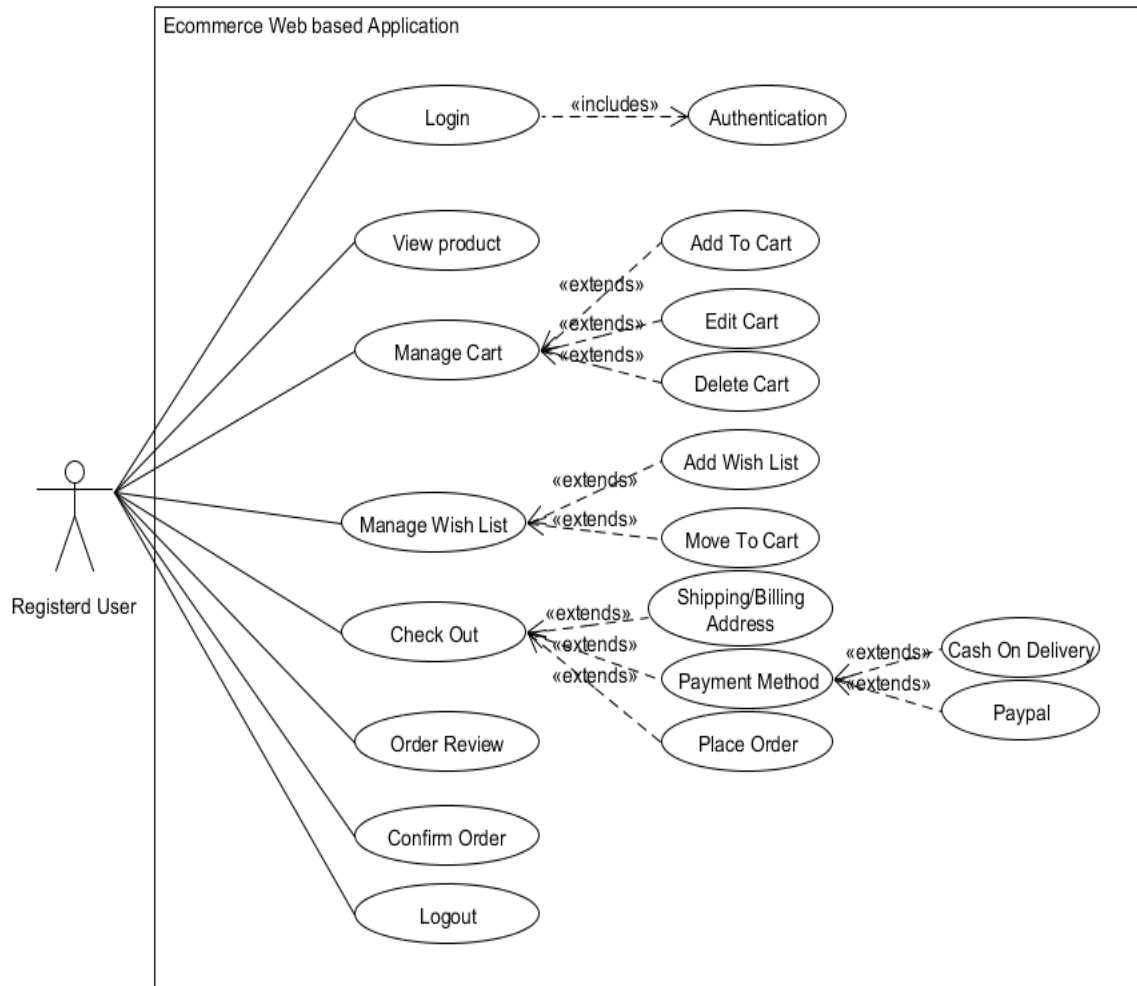 Ecommerce Web based Application
Login
«includes»
Authentication
View product
Add To Cart
«extends»
Edit Cart
«extends»
Manage Cart
«extends»
Delete Cart
Add Wish List
«extends»
Manage Wish List
«extends»
Move To Cart
Registerd User
Shipping/Billing
Address
«extends»
Check Out
«extends»
Payment Method
«extends»
Place Order
«extends»
Cash On Delivery
«extends»
Paypal
Order Review
Confirm Order
Logout